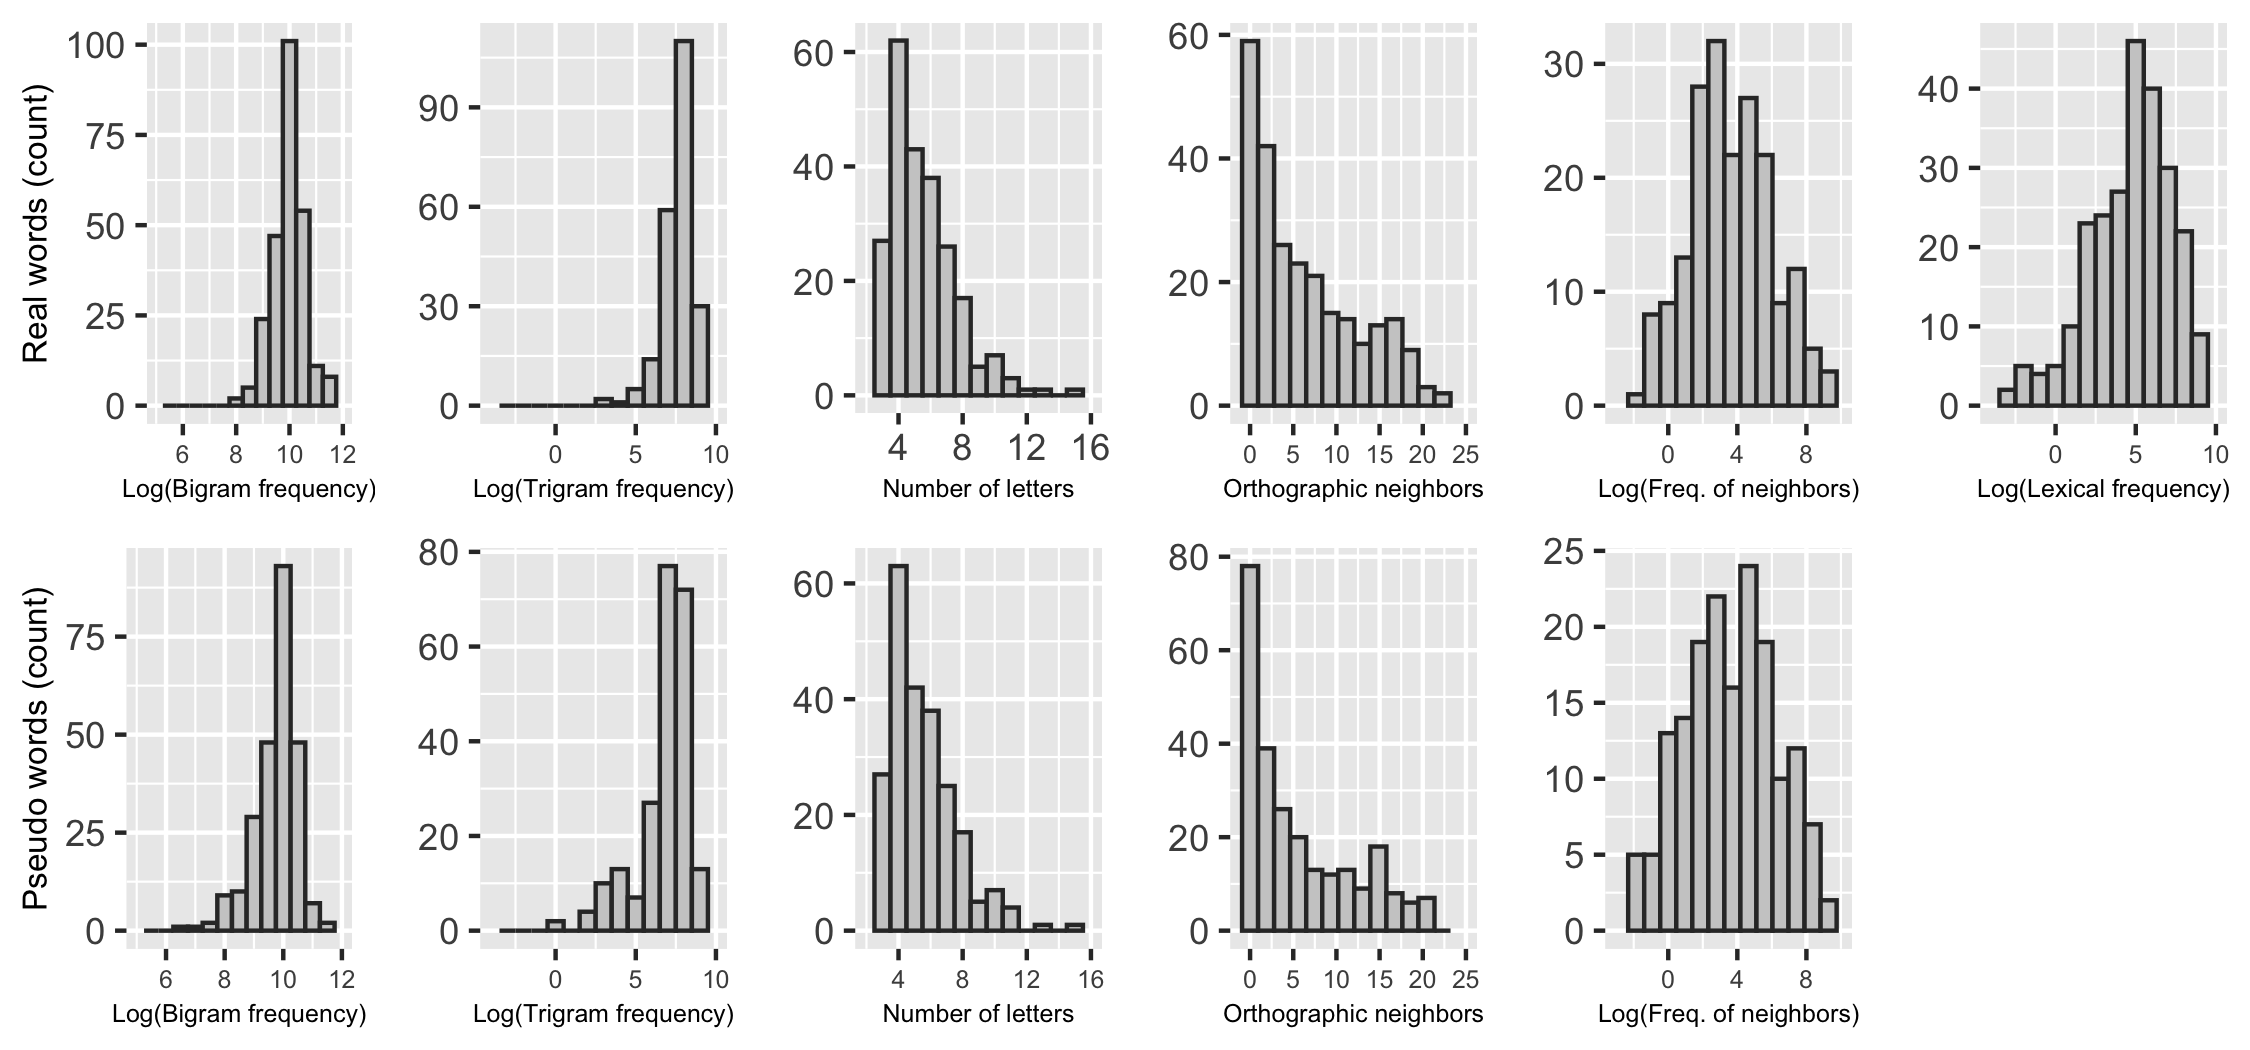 Real words (count)
100
75
50
25
0
6 8 10 12
Log(Bigram frequency)
90
60
30
0
0 5 10
Log(Trigram frequency)
60
40
20
0
4 8 12 16
Number of letters
60
40
20
0
0 5 10 15 20 25
Orthographic neighbors
30
20
10
0
0 4 8
Log(Freq. of neighbors)
40
30
20
10
0
0 5 10
Log(Lexical frequency)
Pseudo words (count)
75
50
25
0
6 8 10 12
Log(Bigram frequency)
80
60
40
20
0
0 5 10
Log(Trigram frequency)
60
40
20
0
4 8 12 16
Number of letters
80
60
40
20
0
0 5 10 15 20 25
Orthographic neighbors
25
20
15
10
5
0
0 4 8
Log(Freq. of neighbors)